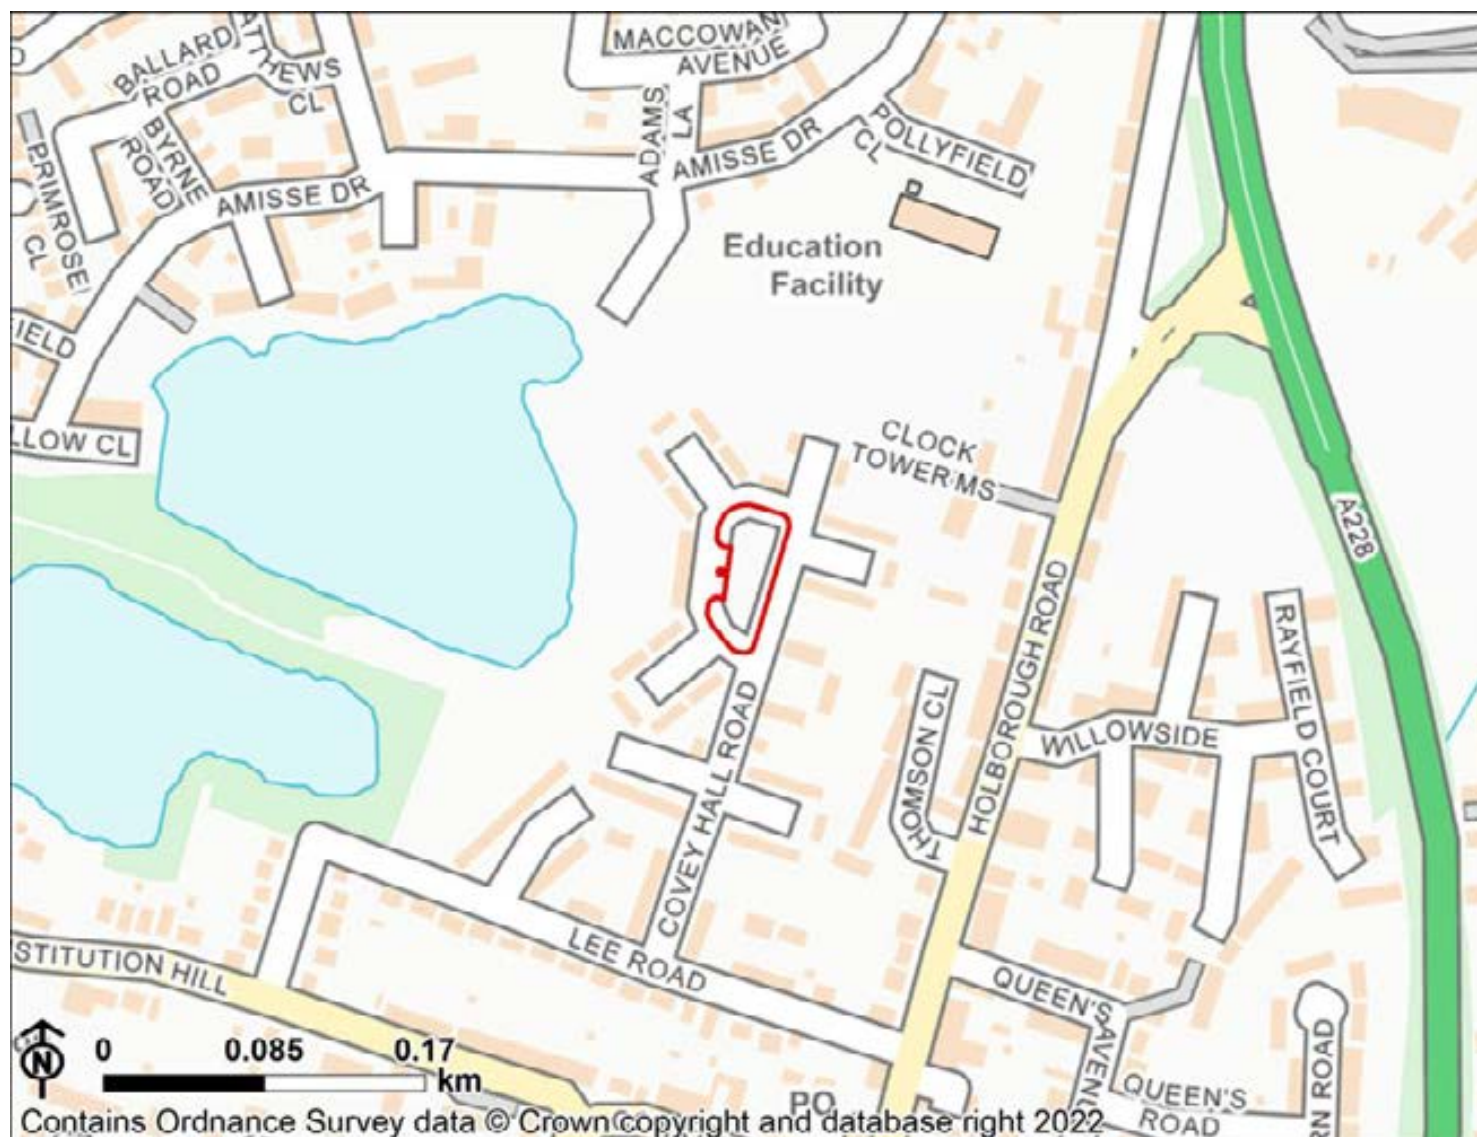 MACCOWAN
AVENUE
BALLARD
ROAD
ATTHEWS
CL
BYRNE
ROAD
PRIMROSE
CL
AMISSE DR
ADAMS
LA
AMISSE DR
POLLYFIELD
CL
Education
Facility
IELD
LLOW CL
CLOCK
TOWER MS
A228
HOLBOROUGH ROAD
RAYFIELD COURT
WILLOWSIDE
THOMSON CL
COVEY HALL ROAD
LEE ROAD
STITUTION HILL
QUEEN'S
AVENU
QUEEN'S
ROAD
RN ROAD
PO
N
0 0.085 0.17
km
Contains Ordnance Survey data © Crown copyright and database right 2022